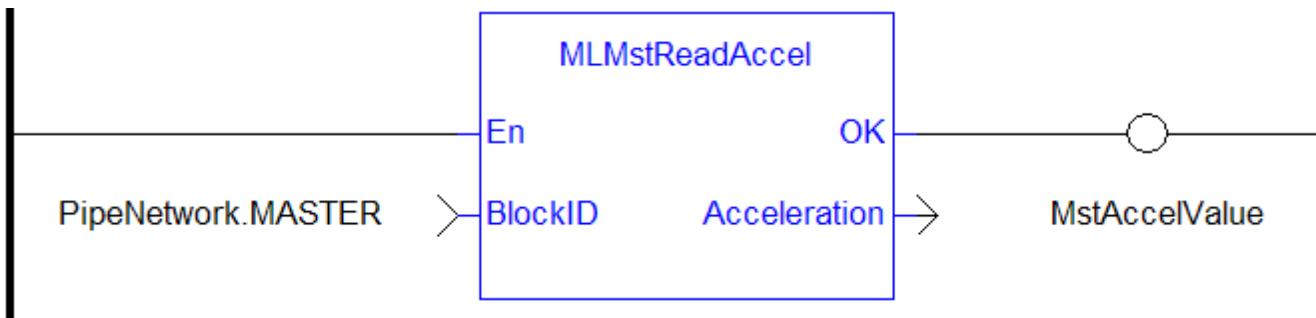 MLMstReadAccel
En OK
PipeNetwork.MASTER BlockID Acceleration MstAccelValue